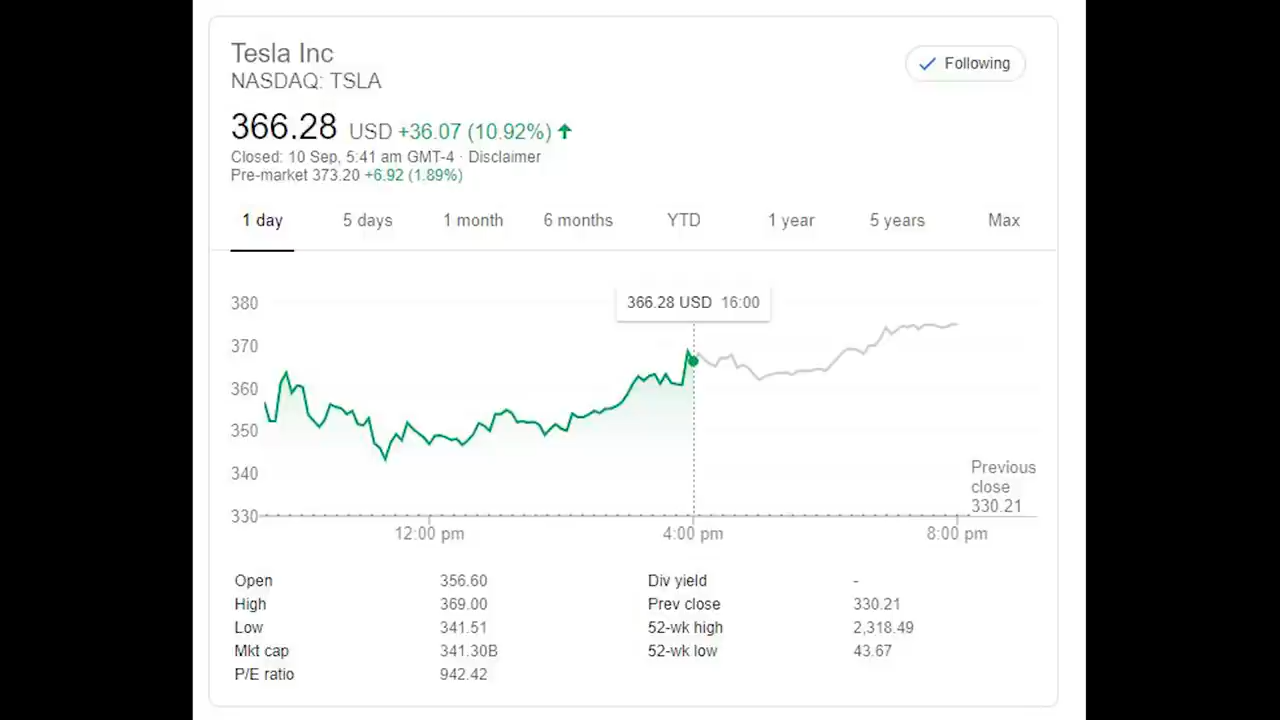 Tesla Inc
NASDAQ: TSLA
Following
366.28 USD +36.07 (10.92%)
Closed: 10 Sep, 5:41 am GMT-4 · Disclaimer
Pre-market 373.20 +6.92 (1.89%)
1 day 5 days 1 month 6 months YTD 1 year 5 years Max
366.28 USD 16:00
380
370
360
350
340
330
Previous
close
330.21
12:00 pm 4:00 pm 8:00 pm
Open 356.60 Div yield -
High 369.00 Prev close 330.21
Low 341.51 52-wk high 2,318.49
Mkt cap 341.30B 52-wk low 43.67
P/E ratio 942.42